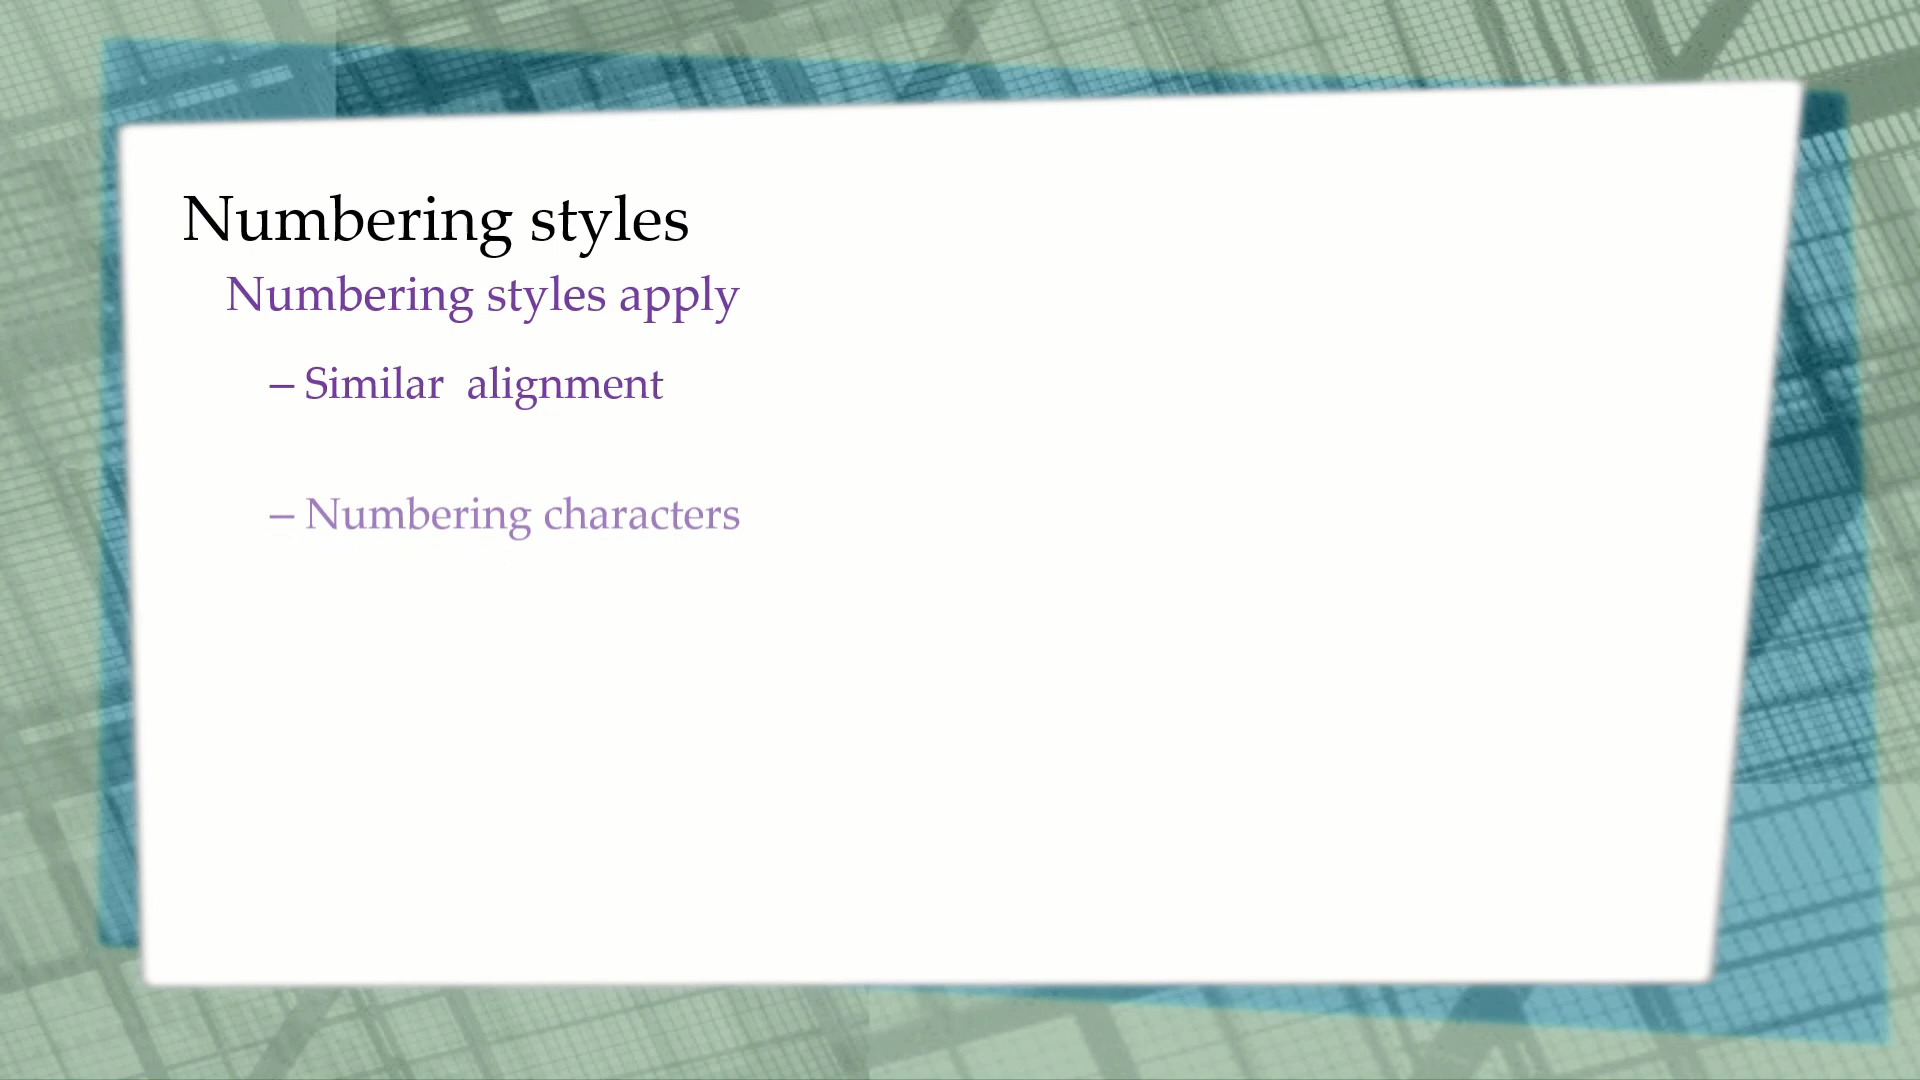 Numbering styles
Numbering styles apply
– Similar  alignment
– Numbering characters